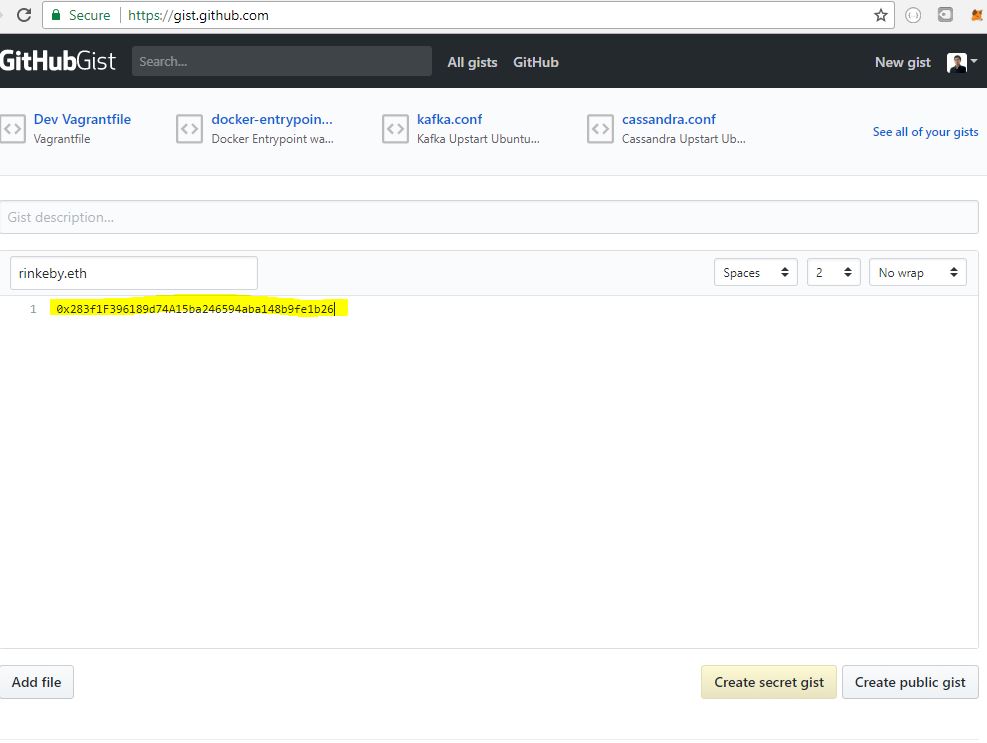 Secure https://gist.github.com
GitHubGist Search... All gists GitHub New gist
Dev Vagrantfile docker-entrypoin... kafka.conf cassandra.conf
Vagrantfile Docker Entrypoint wa... Kafka Upstart Ubuntu... Cassandra Upstart Ub...
See all of your gists
Gist description...
rinkeby.eth Spaces 2 No wrap
1 0x283f1F396189d74A15ba246594aba148b9fe1b26
Add file Create secret gist Create public gist